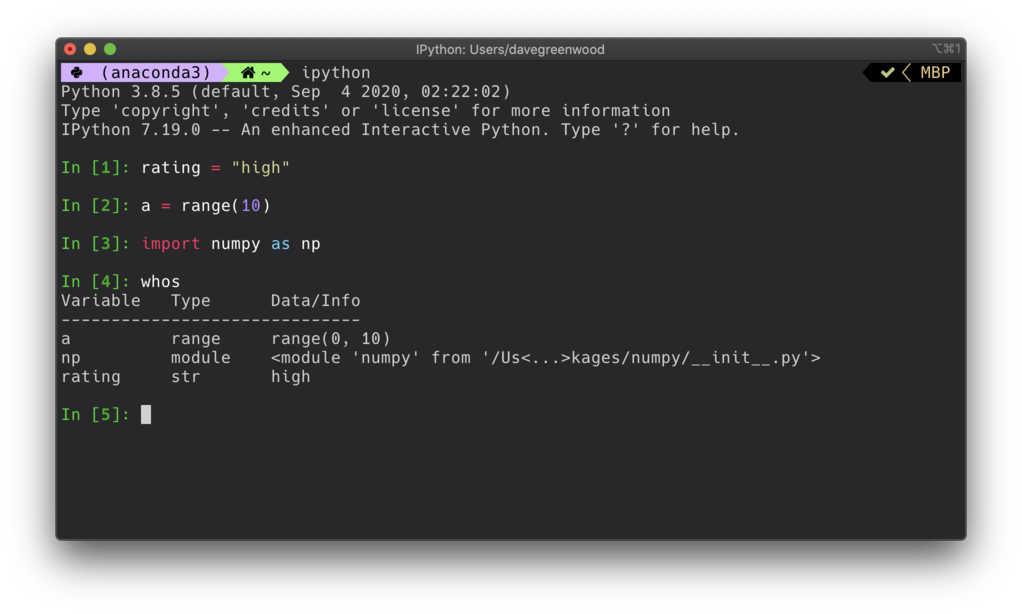 IPython: Users/davegreenwood
⌥⌘1
(anaconda3) ~ ipython ✔ MBP
Python 3.8.5 (default, Sep  4 2020, 02:22:02)
Type 'copyright', 'credits' or 'license' for more information
IPython 7.19.0 -- An enhanced Interactive Python. Type '?' for help.
In [1]: rating = "high"
In [2]: a = range(10)
In [3]: import numpy as np
In [4]: whos
Variable   Type      Data/Info
------------------------------
a          range     range(0, 10)
np         module    <module 'numpy' from '/Us<...>kages/numpy/__init__.py'>
rating     str       high
In [5]: